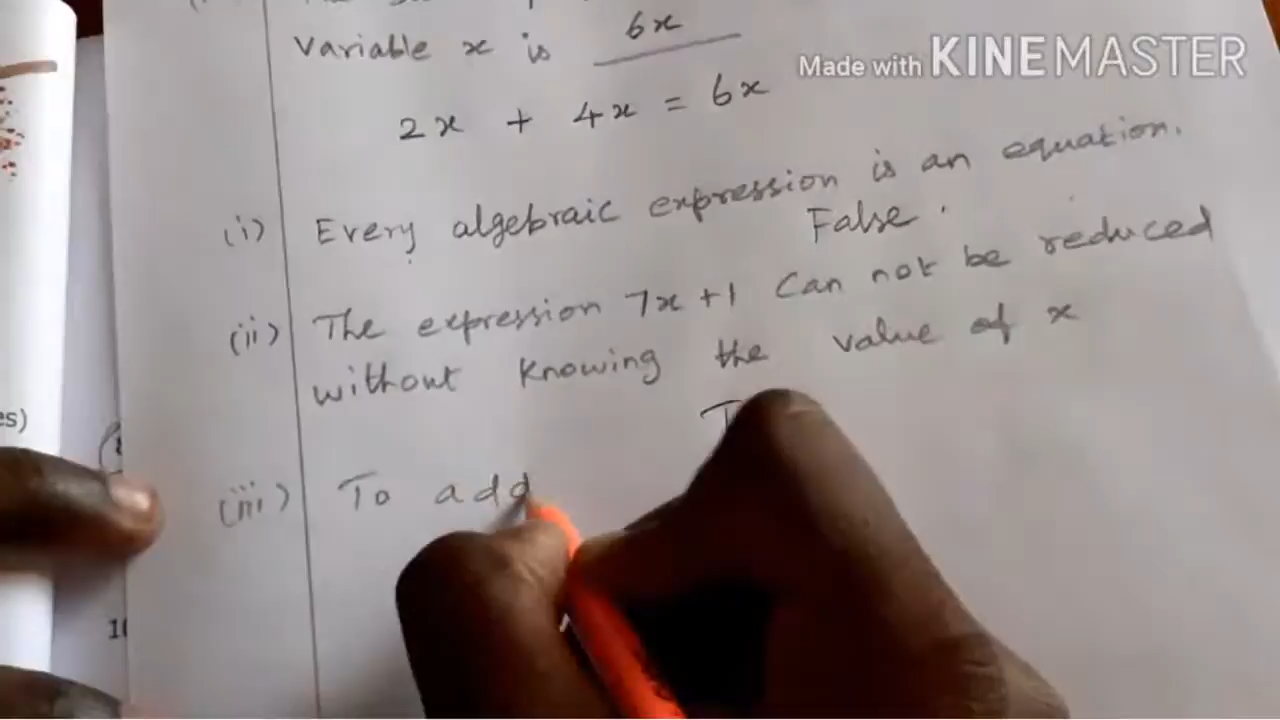 6x
Variable x is
Made with KINEMASTER
2x + 4x = 6x
(i) Every algebraic expression is an equation.
False.
(ii) The expression 7x+1 Can not be reduced
without knowing the value of x
es)
(iii) To add